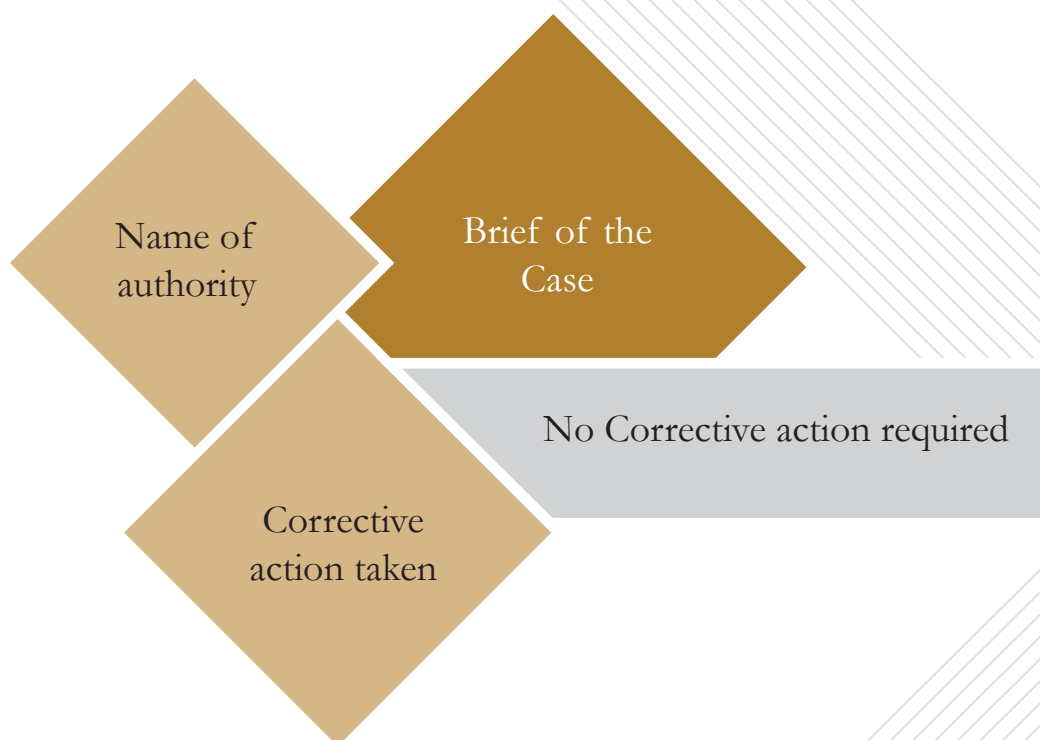 Name of
authority
Brief of the
Case
No Corrective action required
Corrective
action taken